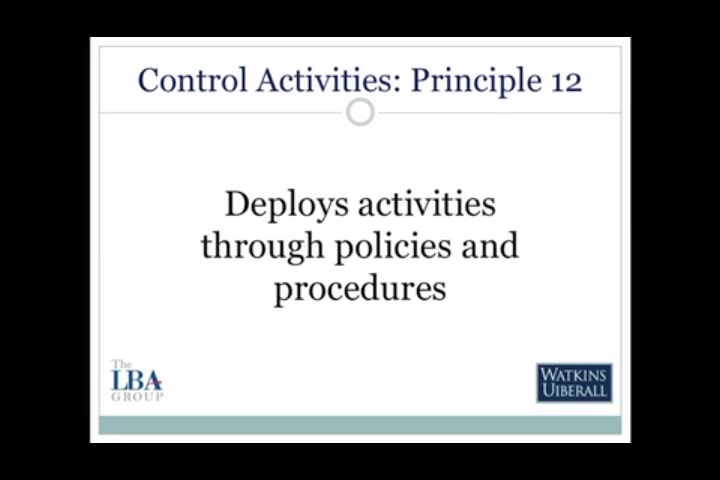 Control Activities: Principle 12
Deploys activities
through policies and
procedures
The
LBA
GROUP
WATKINS
UIBERALL